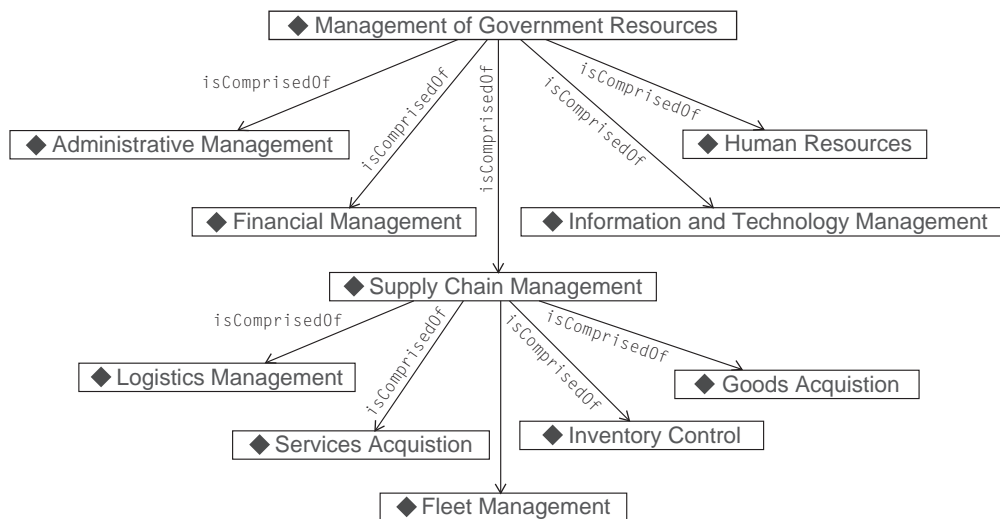 Management of Government Resources
isComprisedOf
isComprisedOf
isComprisedOf
isComprisedOf
isComprisedOf
Administrative Management
Human Resources
Financial Management
Information and Technology Management
Supply Chain Management
isComprisedOf
isComprisedOf
isComprisedOf
isComprisedOf
Logistics Management
Goods Acquistion
Services Acquistion
Inventory Control
Fleet Management